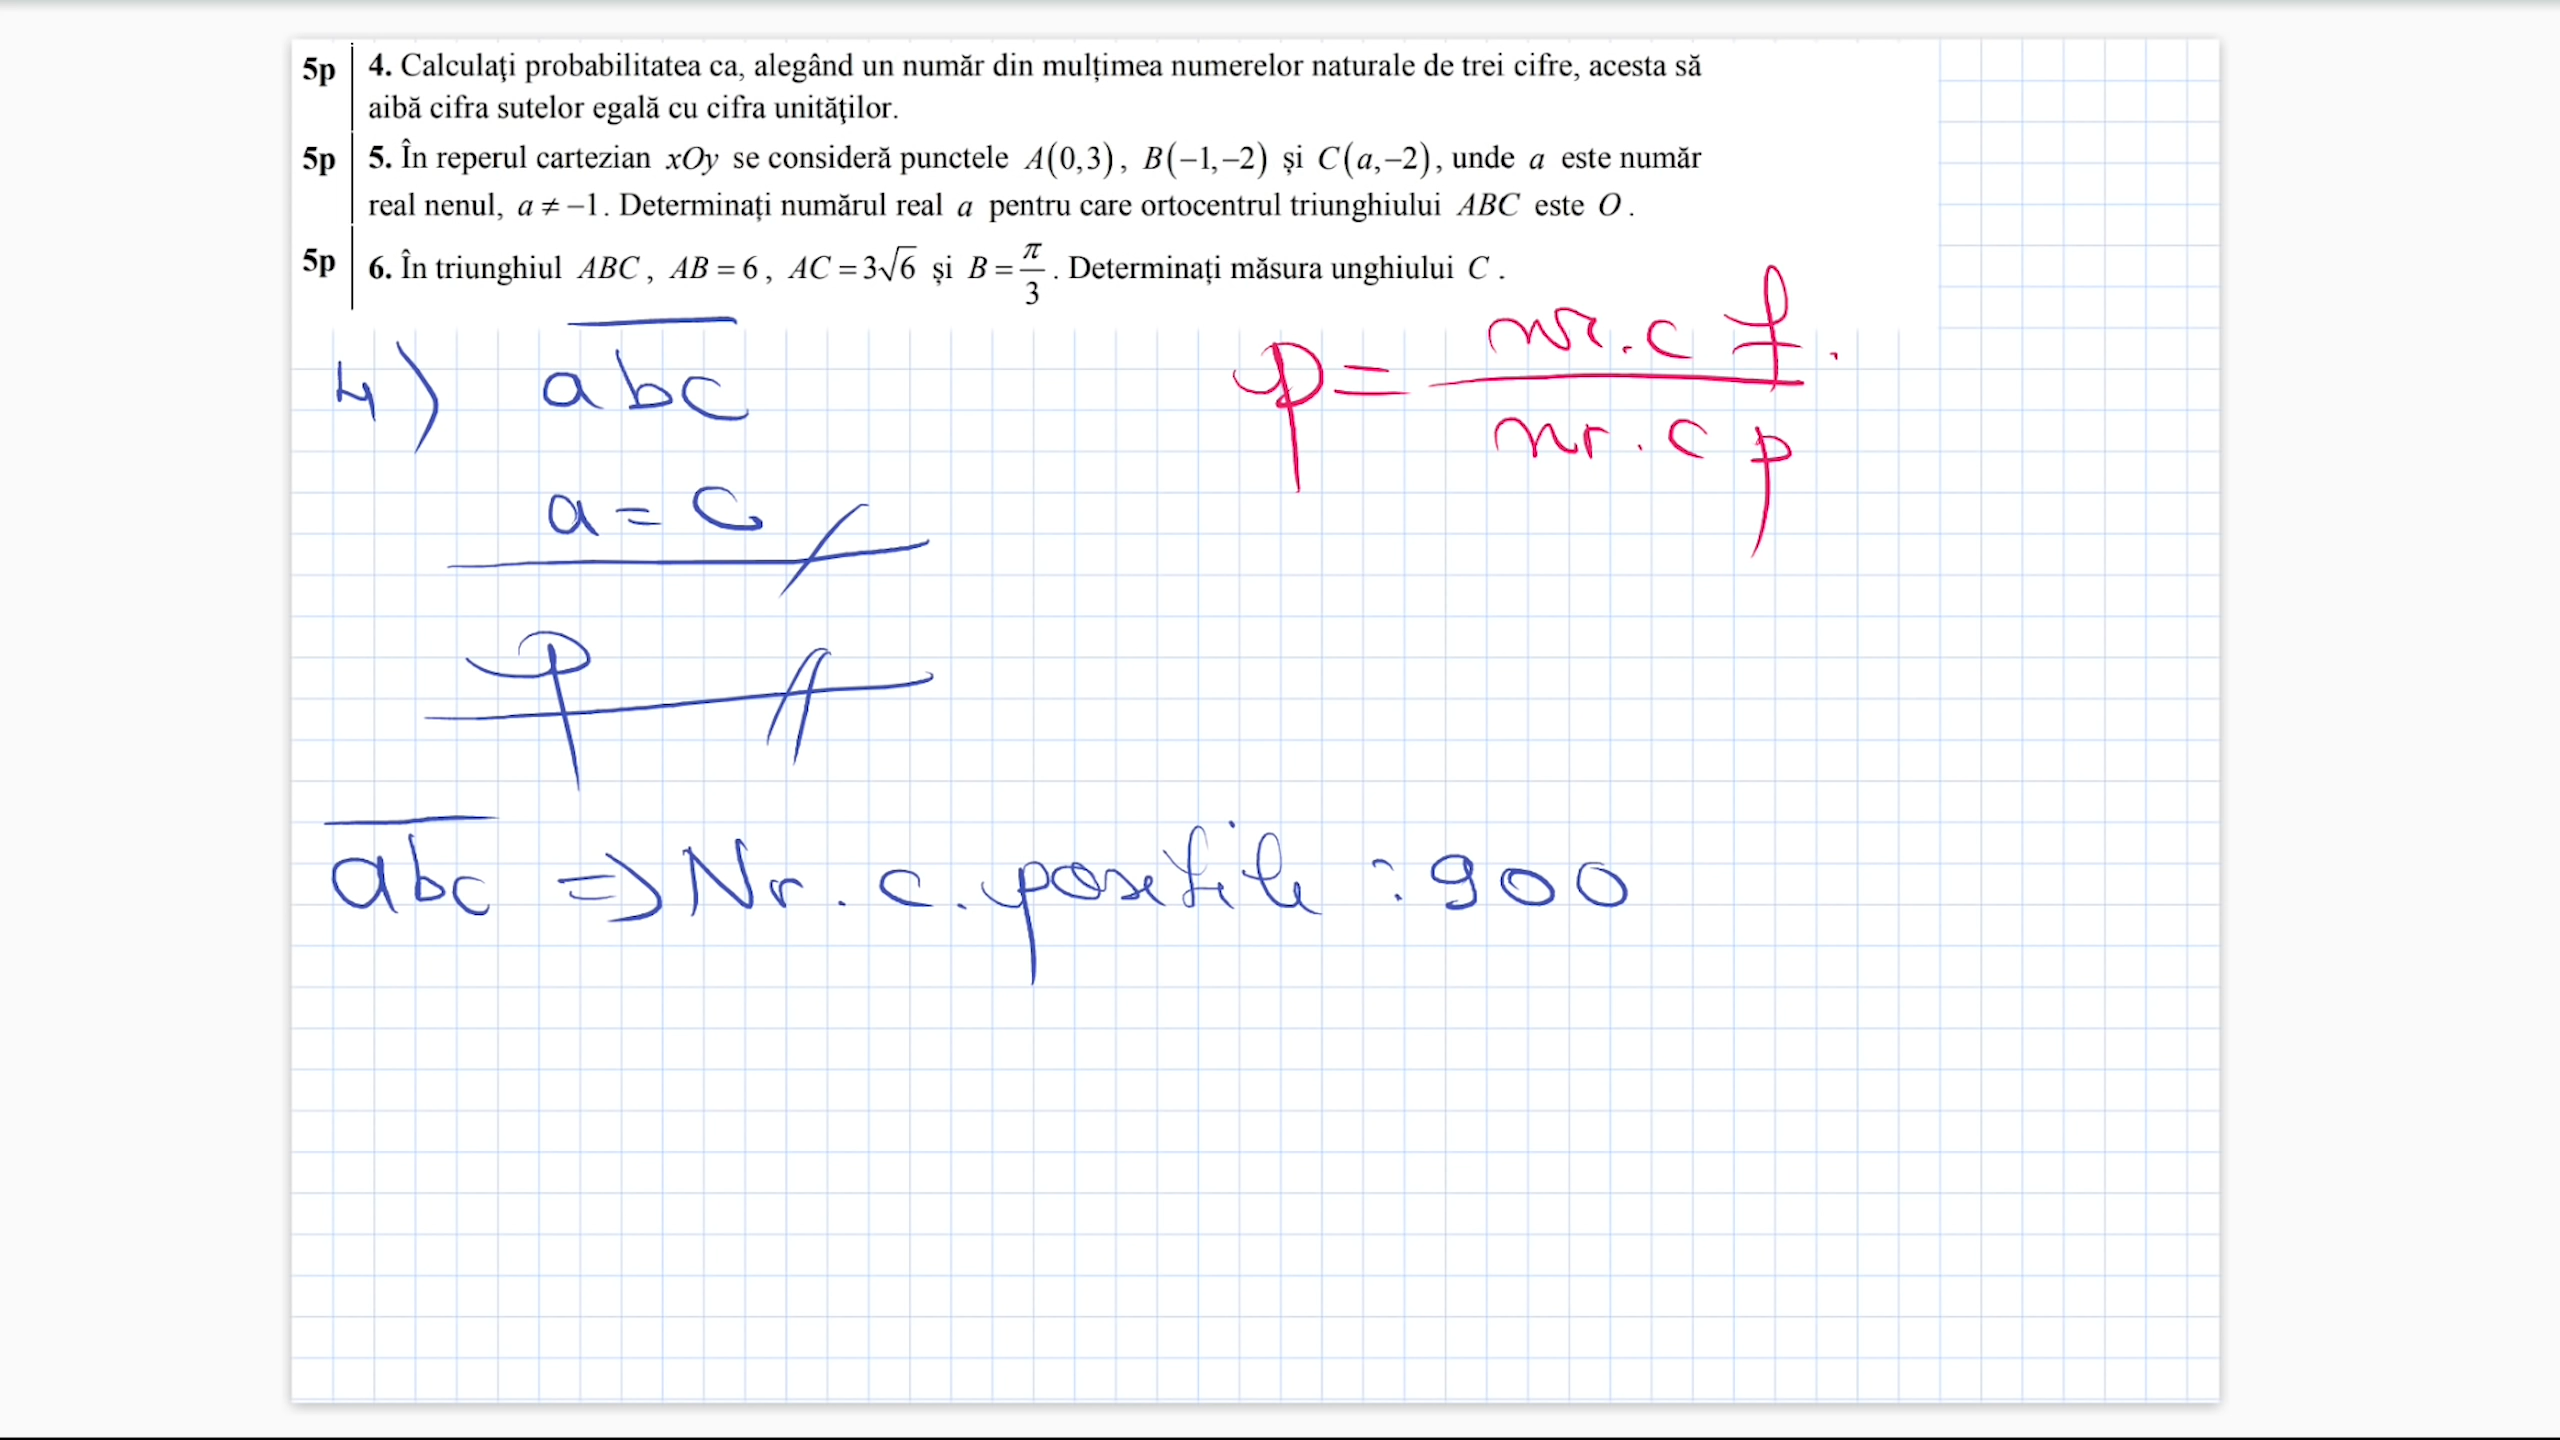 5p 4. Calculaţi probabilitatea ca, alegând un număr din mulțimea numerelor naturale de trei cifre, acesta să
aibă cifra sutelor egală cu cifra unităţilor.
5p 5. În reperul cartezian xOy se consideră punctele A(0,3), B(−1,−2) și C(a,−2), unde a este număr
real nenul, a ≠ −1. Determinați numărul real a pentru care ortocentrul triunghiului ABC este O.
5p 6. În triunghiul ABC, AB = 6, AC = 3√6 și B = π/3. Determinați măsura unghiului C.
4) abc
a = c
p
p = nr. c f. / nr. c p
abc ⇒ Nr. c. posibile : 900